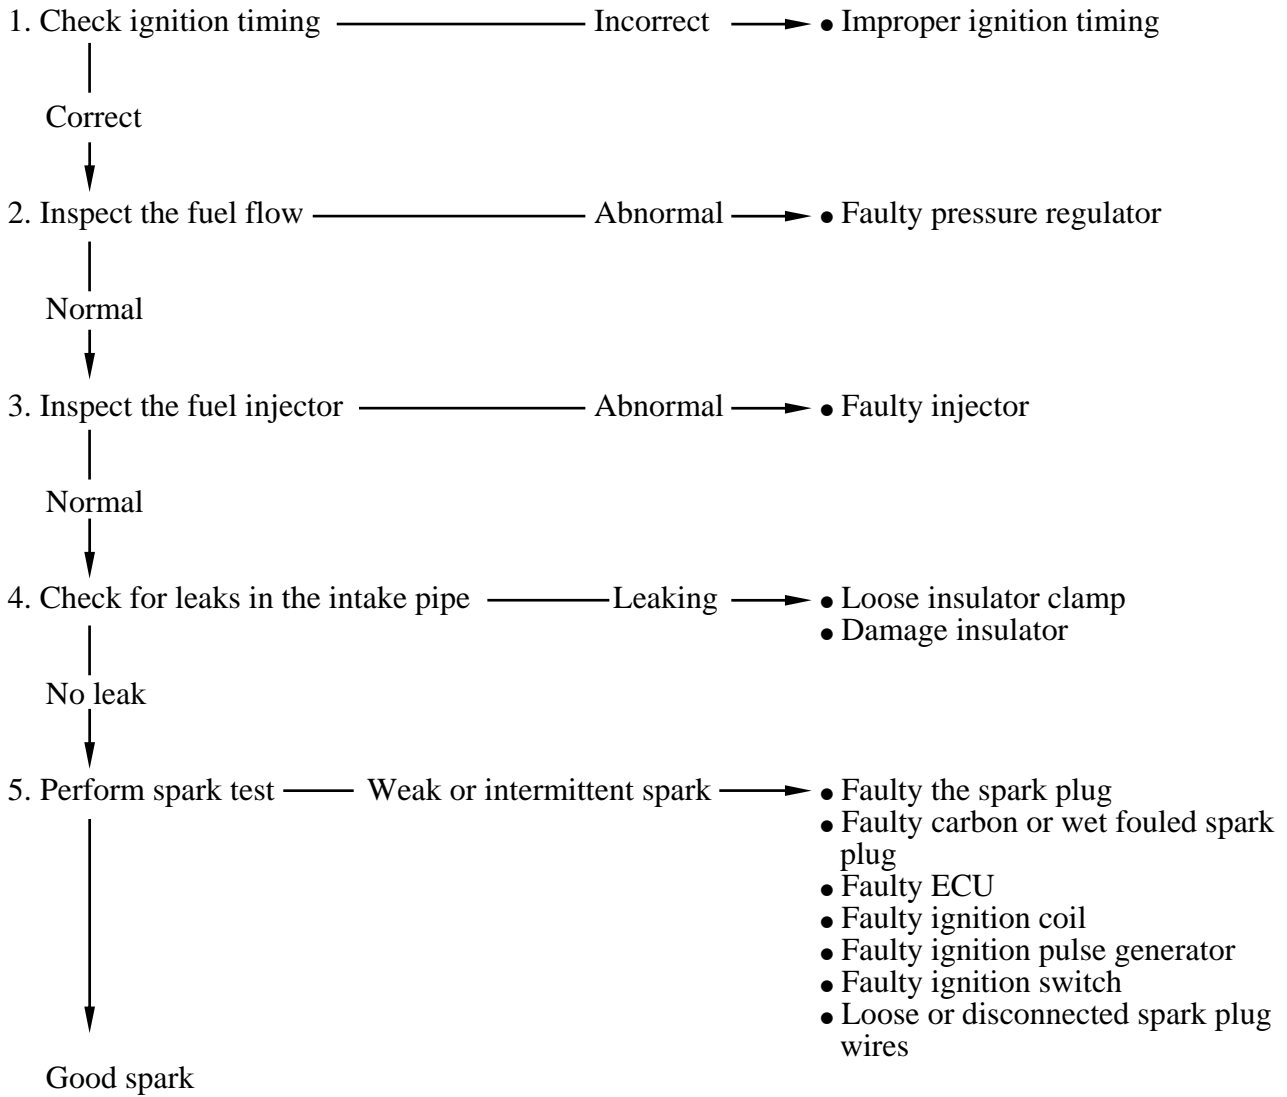 1. Check ignition timing Incorrect ● Improper ignition timing
Correct
2. Inspect the fuel flow Abnormal ● Faulty pressure regulator
Normal
3. Inspect the fuel injector Abnormal ● Faulty injector
Normal
4. Check for leaks in the intake pipe Leaking ● Loose insulator clamp
● Damage insulator
No leak
5. Perform spark test Weak or intermittent spark ● Faulty the spark plug
● Faulty carbon or wet fouled spark
plug
● Faulty ECU
● Faulty ignition coil
● Faulty ignition pulse generator
● Faulty ignition switch
● Loose or disconnected spark plug
wires
Good spark